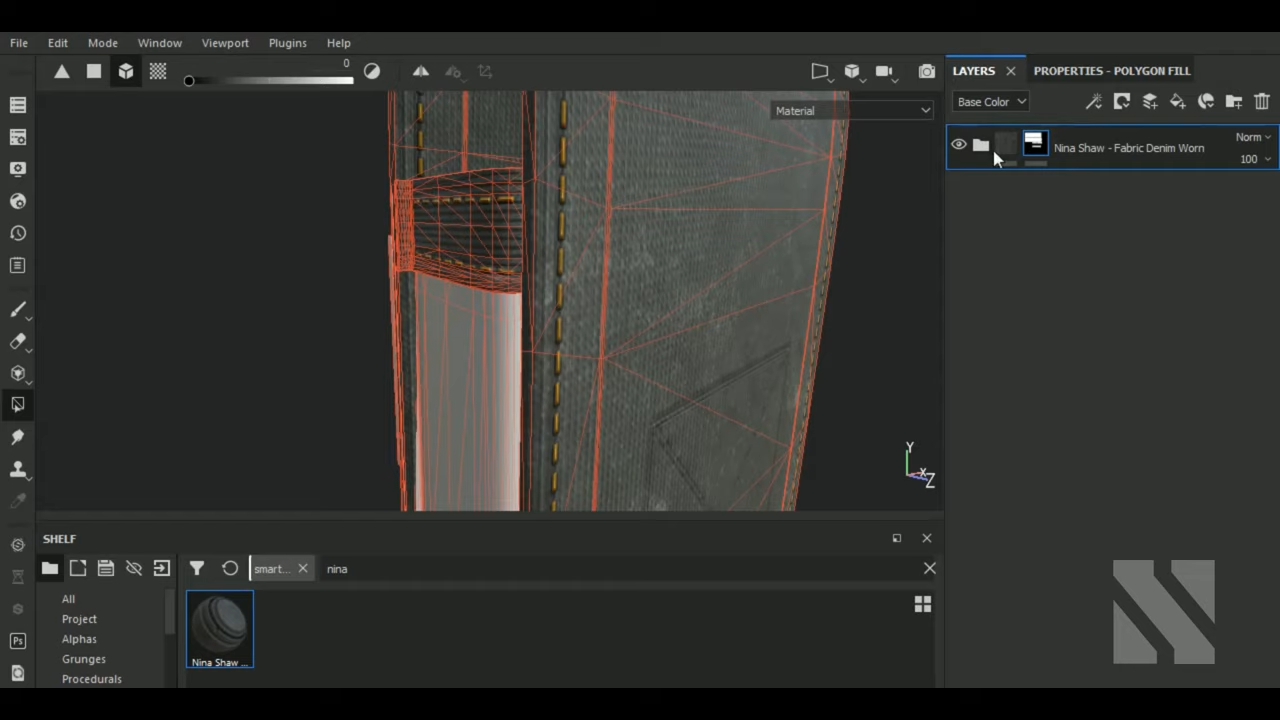 File Edit Mode Window Viewport Plugins Help
0
LAYERS
PROPERTIES - POLYGON FILL
Base Color
Material
Norm
Nina Shaw - Fabric Denim Worn
100
Y
X
Z
SHELF
smart...
nina
All
Project
Alphas
Grunges
Procedurals
Nina Shaw ...
Ps